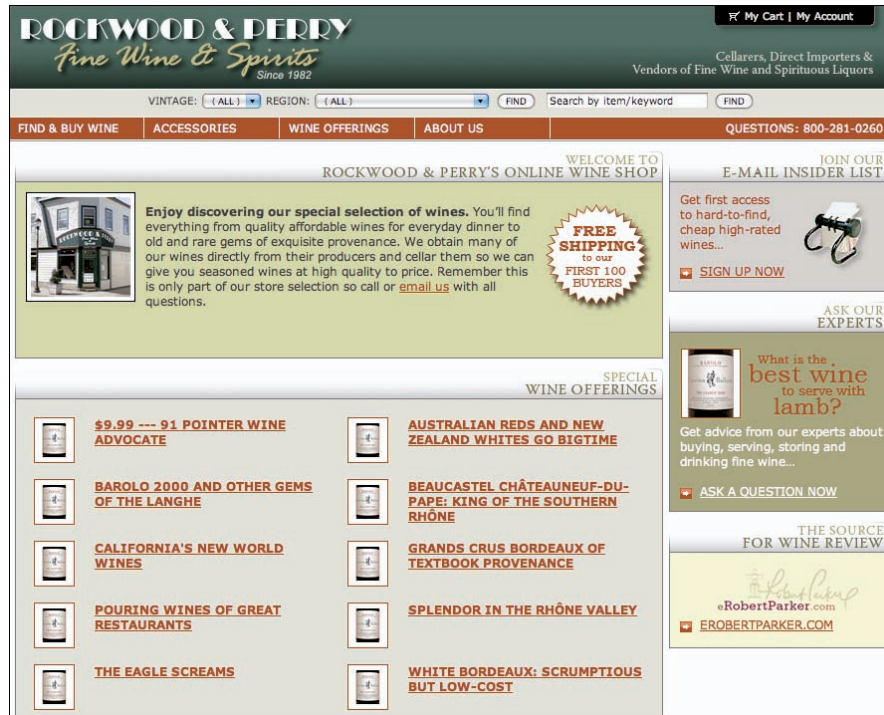 ROCKWOOD & PERRY
Fine Wine & Spirits
Since 1982
My Cart | My Account
Cellarers, Direct Importers &
Vendors of Fine Wine and Spirituous Liquors
VINTAGE: ( ALL ) REGION: ( ALL ) FIND Search by item/keyword FIND
FIND & BUY WINE ACCESSORIES WINE OFFERINGS ABOUT US QUESTIONS: 800-281-0260
WELCOME TO
ROCKWOOD & PERRY'S ONLINE WINE SHOP
Enjoy discovering our special selection of wines. You'll find
everything from quality affordable wines for everyday dinner to
old and rare gems of exquisite provenance. We obtain many of
our wines directly from their producers and cellar them so we can
give you seasoned wines at high quality to price. Remember this
is only part of our store selection so call or email us with all
questions.
FREE
SHIPPING
to our
FIRST 100
BUYERS
SPECIAL
WINE OFFERINGS
$9.99 --- 91 POINTER WINE
ADVOCATE
AUSTRALIAN REDS AND NEW
ZEALAND WHITES GO BIGTIME
BAROLO 2000 AND OTHER GEMS
OF THE LANGHE
BEAUCASTEL CHÂTEAUNEUF-DU-
PAPE: KING OF THE SOUTHERN
RHÔNE
CALIFORNIA'S NEW WORLD
WINES
GRANDS CRUS BORDEAUX OF
TEXTBOOK PROVENANCE
POURING WINES OF GREAT
RESTAURANTS
SPLENDOR IN THE RHÔNE VALLEY
THE EAGLE SCREAMS
WHITE BORDEAUX: SCRUMPTIOUS
BUT LOW-COST
JOIN OUR
E-MAIL INSIDER LIST
Get first access
to hard-to-find,
cheap high-rated
wines...
SIGN UP NOW
ASK OUR
EXPERTS
BAROLO
What is the
best wine
to serve with
lamb?
Get advice from our experts about
buying, serving, storing and
drinking fine wine...
ASK A QUESTION NOW
THE SOURCE
FOR WINE REVIEW
Robert Parker
eRobertParker.com
EROBERTPARKER.COM